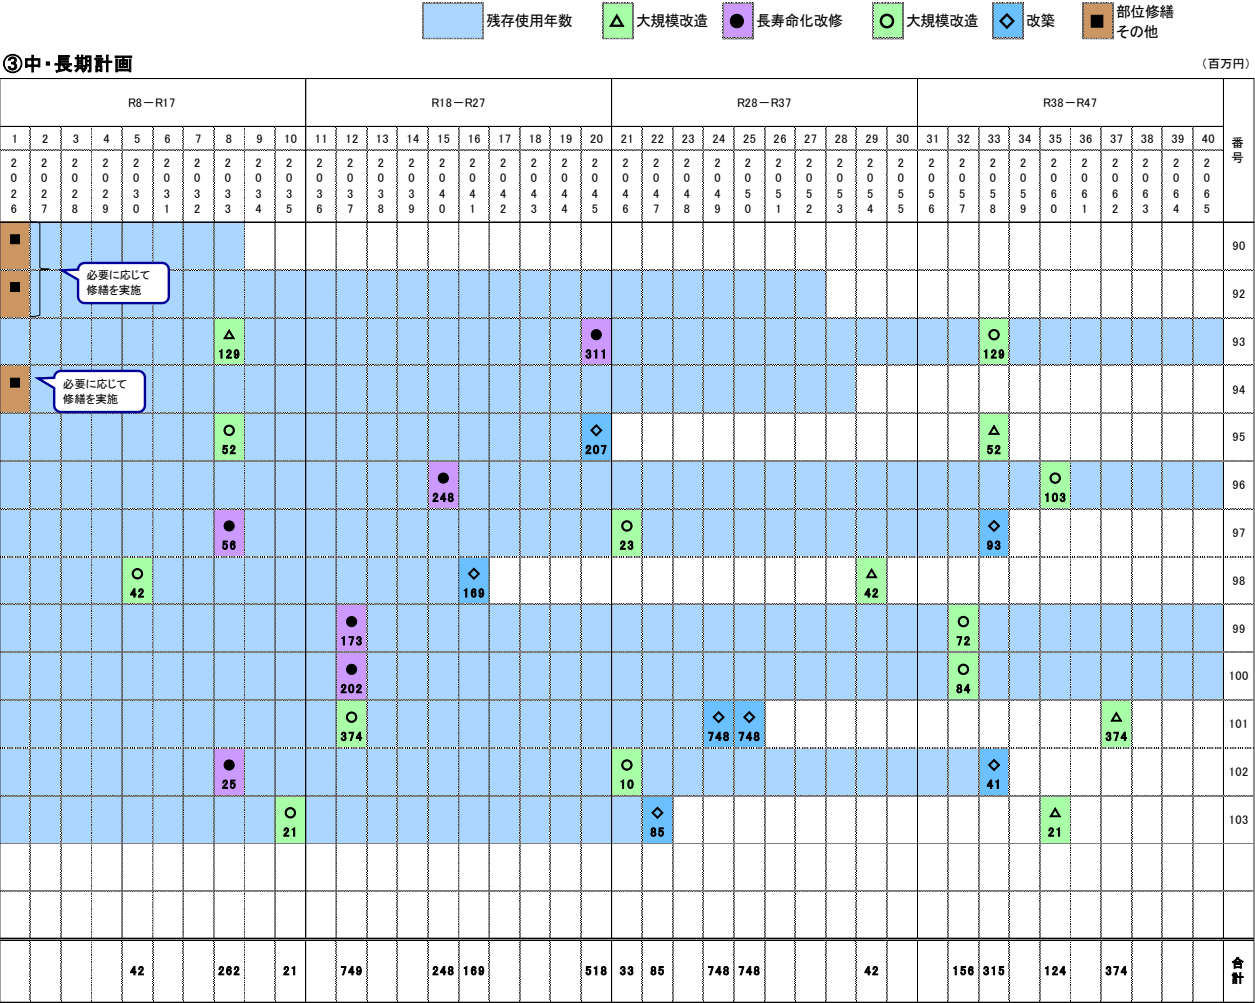 残存使用年数 △ 大規模改造 ● 長寿命化改修 ○ 大規模改造 ◇ 改築 ■ 部位修繕
その他
③中・長期計画 （百万円）
R8－R17 R18－R27 R28－R37 R38－R47
1 2 3 4 5 6 7 8 9 10 11 12 13 14 15 16 17 18 19 20 21 22 23 24 25 26 27 28 29 30 31 32 33 34 35 36 37 38 39 40 番号
2026 2027 2028 2029 2030 2031 2032 2033 2034 2035 2036 2037 2038 2039 2040 2041 2042 2043 2044 2045 2046 2047 2048 2049 2050 2051 2052 2053 2054 2055 2056 2057 2058 2059 2060 2061 2062 2063 2064 2065
■ 90
必要に応じて
修繕を実施
■ 92
△ ● ○ 93
129 311 129
■ 94
必要に応じて
修繕を実施
○ ◇ △ 95
52 207 52
● ○ 96
248 103
● ○ ◇ 97
56 23 93
○ ◇ △ 98
42 169 42
● ○ 99
173 72
● ○ 100
202 84
○ ◇ ◇ △ 101
374 748 748 374
● ○ ◇ 102
25 10 41
○ ◇ △ 103
21 85 21
42 262 21 749 248 169 518 33 85 748 748 42 156 315 124 374 合計